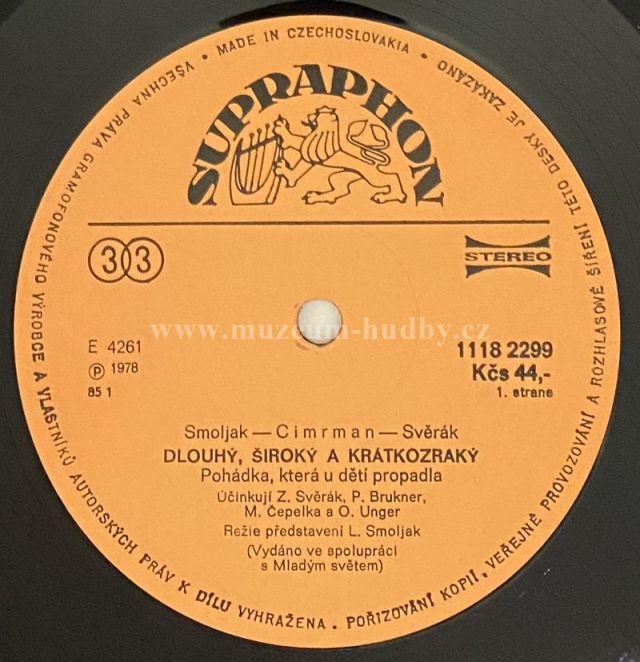 MADE IN CZECHOSLOVAKIA • VŠECHNA PRÁVA GRAMOFONOVÉHO VÝROBCE A VLASTNÍKŮ AUTORSKÝCH PRÁV K DÍLU VYHRAŽENA. POŘIZOVÁNÍ KOPIÍ, VEŘEJNÉ PROVOZOVÁNÍ A ROZHLASOVÉ ŠÍŘENÍ TÉTO DESKY JE ZAKÁZÁNO •
SUPRAPHON
33
STEREO
www.muzeum-hudby.cz
E 4261
1118 2299
Ⓟ 1978
Kčs 44,-
85 1
1. strane
Smoljak — Cimrman — Svěrák
DLOUHÝ, ŠIROKÝ A KRÁTKOZRAKÝ
Pohádka, která u dětí propadla
Účinkují Z. Svěrák, P. Brukner,
M. Čepelka a O. Unger
Režie představení L. Smoljak
(Vydáno ve spolupráci
s Mladým světem)